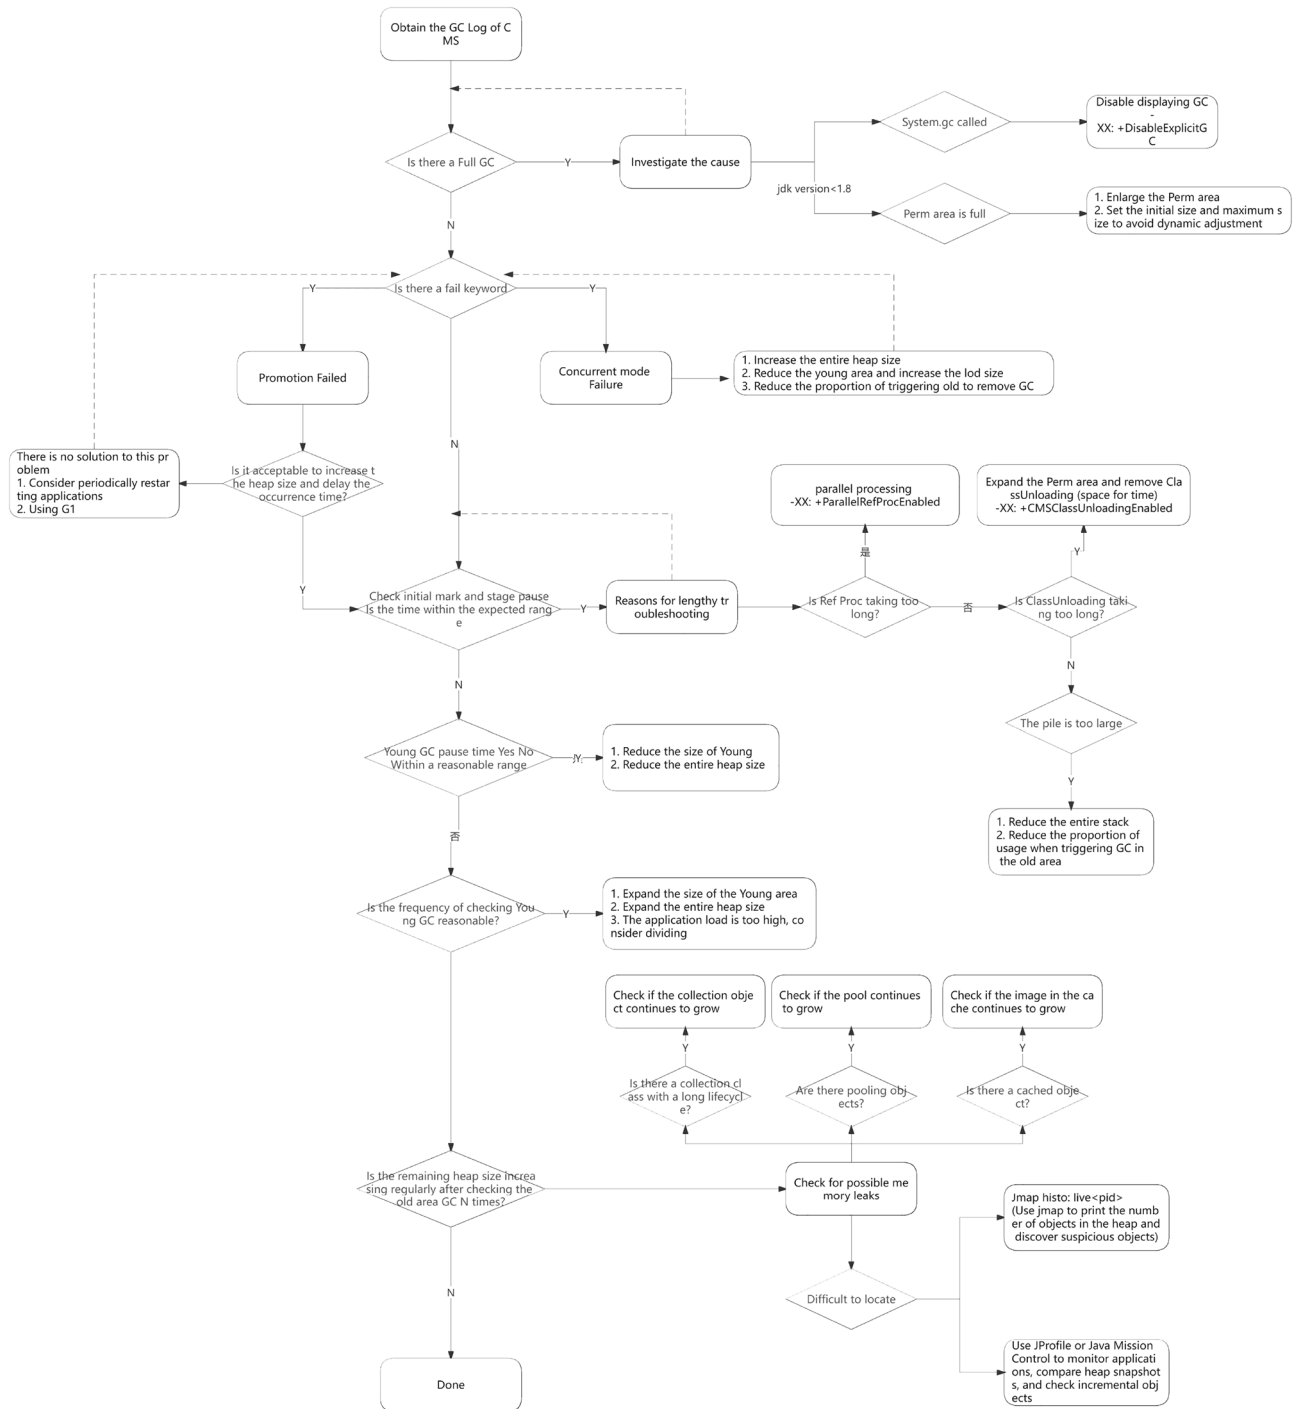 Obtain the GC Log of C
MS
Is there a Full GC
Y
Investigate the cause
System.gc called
Disable displaying GC
-
XX: +DisableExplicitG
C
jdk version<1.8
Perm area is full
1. Enlarge the Perm area
2. Set the initial size and maximum s
ize to avoid dynamic adjustment
N
Is there a fail keyword
Y
Y
Promotion Failed
Concurrent mode
Failure
1. Increase the entire heap size
2. Reduce the young area and increase the lod size
3. Reduce the proportion of triggering old to remove GC
N
There is no solution to this pr
oblem
1. Consider periodically restar
ting applications
2. Using G1
Is it acceptable to increase t
he heap size and delay the
occurrence time?
Y
parallel processing
-XX: +ParallelRefProcEnabled
Expand the Perm area and remove Cla
ssUnloading (space for time)
-XX: +CMSClassUnloadingEnabled
是
Y
Check initial mark and stage pause
Is the time within the expected rang
e
Y
Reasons for lengthy tr
oubleshooting
Is Ref Proc taking too
long?
否
Is ClassUnloading taki
ng too long?
N
N
The pile is too large
Young GC pause time Yes No
Within a reasonable range
Y
1. Reduce the size of Young
2. Reduce the entire heap size
Y
1. Reduce the entire stack
2. Reduce the proportion of
usage when triggering GC in
the old area
否
Is the frequency of checking You
ng GC reasonable?
Y
1. Expand the size of the Young area
2. Expand the entire heap size
3. The application load is too high, co
nsider dividing
Check if the collection obje
ct continues to grow
Check if the pool continues
to grow
Check if the image in the ca
che continues to grow
Y
Y
Y
Is there a collection cl
ass with a long lifecycl
e?
Are there pooling obj
ects?
Is there a cached obje
ct?
Is the remaining heap size increa
sing regularly after checking the
old area GC N times?
Check for possible me
mory leaks
Jmap histo: live<pid>
(Use jmap to print the numb
er of objects in the heap and
discover suspicious objects)
N
Difficult to locate
Use JProfile or Java Mission
Control to monitor applicati
ons, compare heap snapshot
s, and check incremental obj
ects
Done